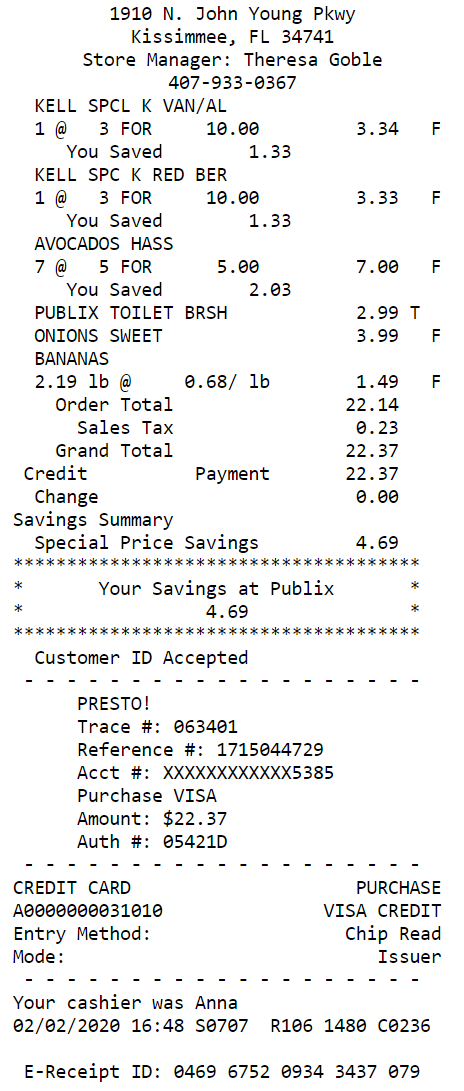 1910 N. John Young Pkwy
Kissimmee, FL 34741
Store Manager: Theresa Goble
407-933-0367
KELL SPCL K VAN/AL
1 @ 3 FOR 10.00 3.34 F
You Saved 1.33
KELL SPC K RED BER
1 @ 3 FOR 10.00 3.33 F
You Saved 1.33
AVOCADOS HASS
7 @ 5 FOR 5.00 7.00 F
You Saved 2.03
PUBLIX TOILET BRSH 2.99 T
ONIONS SWEET 3.99 F
BANANAS
2.19 lb @ 0.68/ lb 1.49 F
Order Total 22.14
Sales Tax 0.23
Grand Total 22.37
Credit Payment 22.37
Change 0.00
Savings Summary
Special Price Savings 4.69
**************************************
* Your Savings at Publix *
* 4.69 *
**************************************
Customer ID Accepted
- - - - - - - - - - - - - - - - - - -
PRESTO!
Trace #: 063401
Reference #: 1715044729
Acct #: XXXXXXXXXXXX5385
Purchase VISA
Amount: $22.37
Auth #: 05421D
- - - - - - - - - - - - - - - - - - -
CREDIT CARD PURCHASE
A0000000031010 VISA CREDIT
Entry Method: Chip Read
Mode: Issuer
- - - - - - - - - - - - - - - - - - -
Your cashier was Anna
02/02/2020 16:48 S0707 R106 1480 C0236
E-Receipt ID: 0469 6752 0934 3437 079